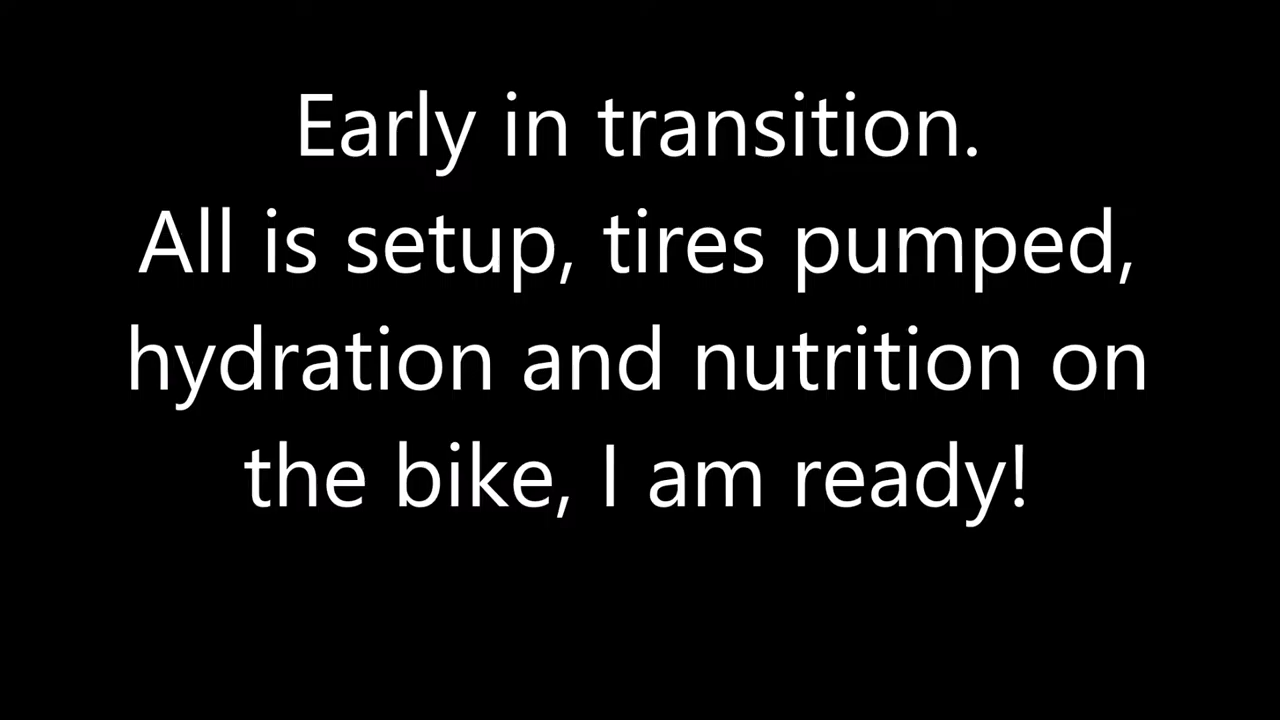 Early in transition.
All is setup, tires pumped,
hydration and nutrition on
the bike, I am ready!